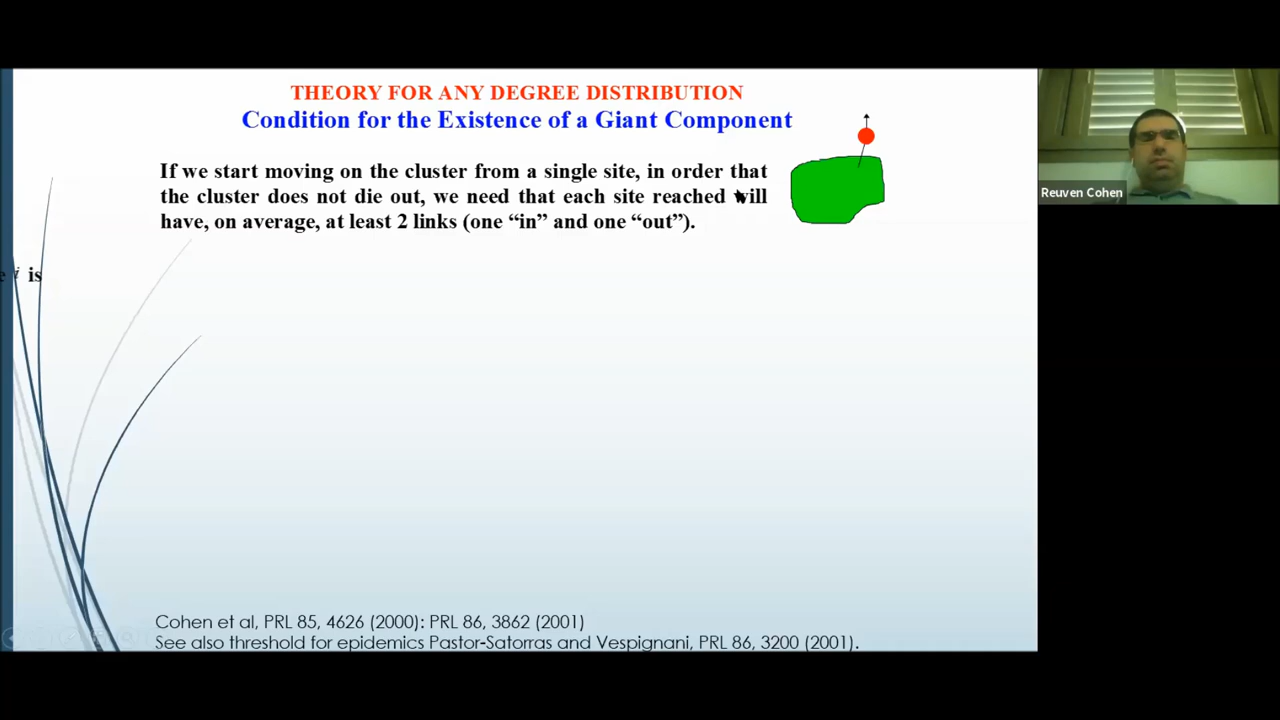 THEORY FOR ANY DEGREE DISTRIBUTION
Condition for the Existence of a Giant Component
If we start moving on the cluster from a single site, in order that
the cluster does not die out, we need that each site reached will
have, on average, at least 2 links (one “in” and one “out”).
Reuven Cohen
e i is
Cohen et al, PRL 85, 4626 (2000): PRL 86, 3862 (2001)
See also threshold for epidemics Pastor-Satorras and Vespignani, PRL 86, 3200 (2001).